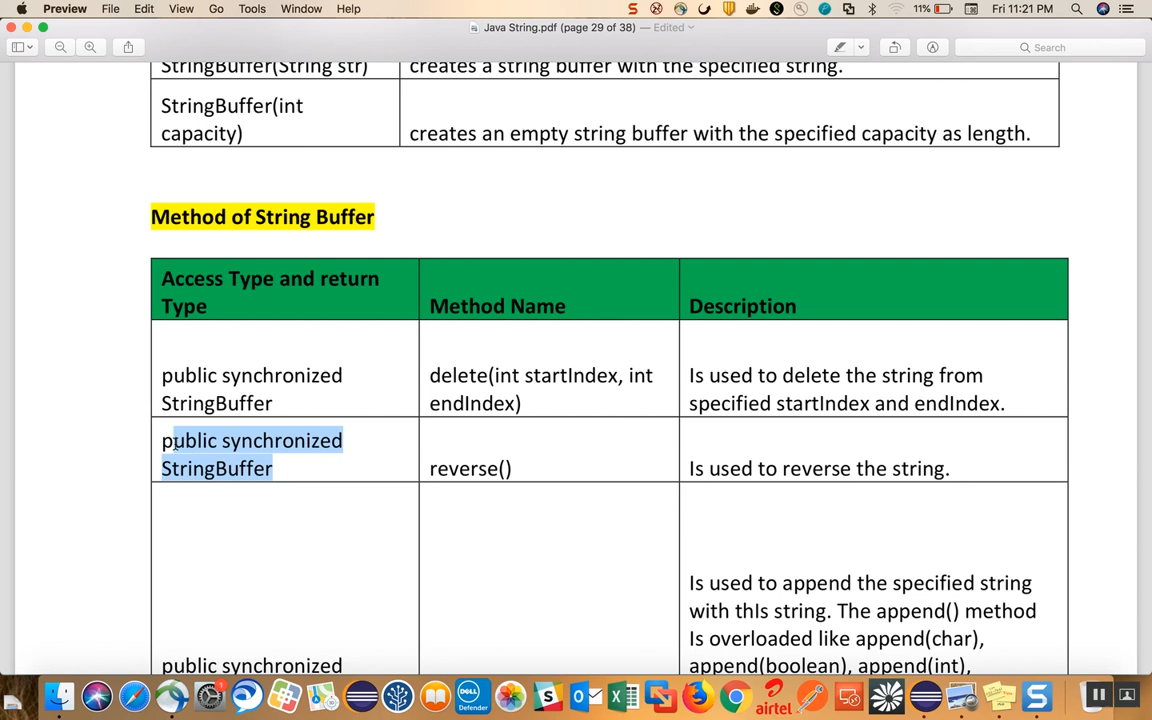 Preview File Edit View Go Tools Window Help
11% Fri 11:21 PM
Java String.pdf (page 29 of 38) — Edited
Search
StringBuffer(String str)
creates a string buffer with the specified string.
StringBuffer(int
capacity)
creates an empty string buffer with the specified capacity as length.
Method of String Buffer
Access Type and return
Type
Method Name
Description
public synchronized
StringBuffer
delete(int startIndex, int
endIndex)
Is used to delete the string from
specified startIndex and endIndex.
public synchronized
StringBuffer
reverse()
Is used to reverse the string.
public synchronized
Is used to append the specified string
with thIs string. The append() method
Is overloaded like append(char),
append(boolean), append(int),
DELL
Defender
airtel